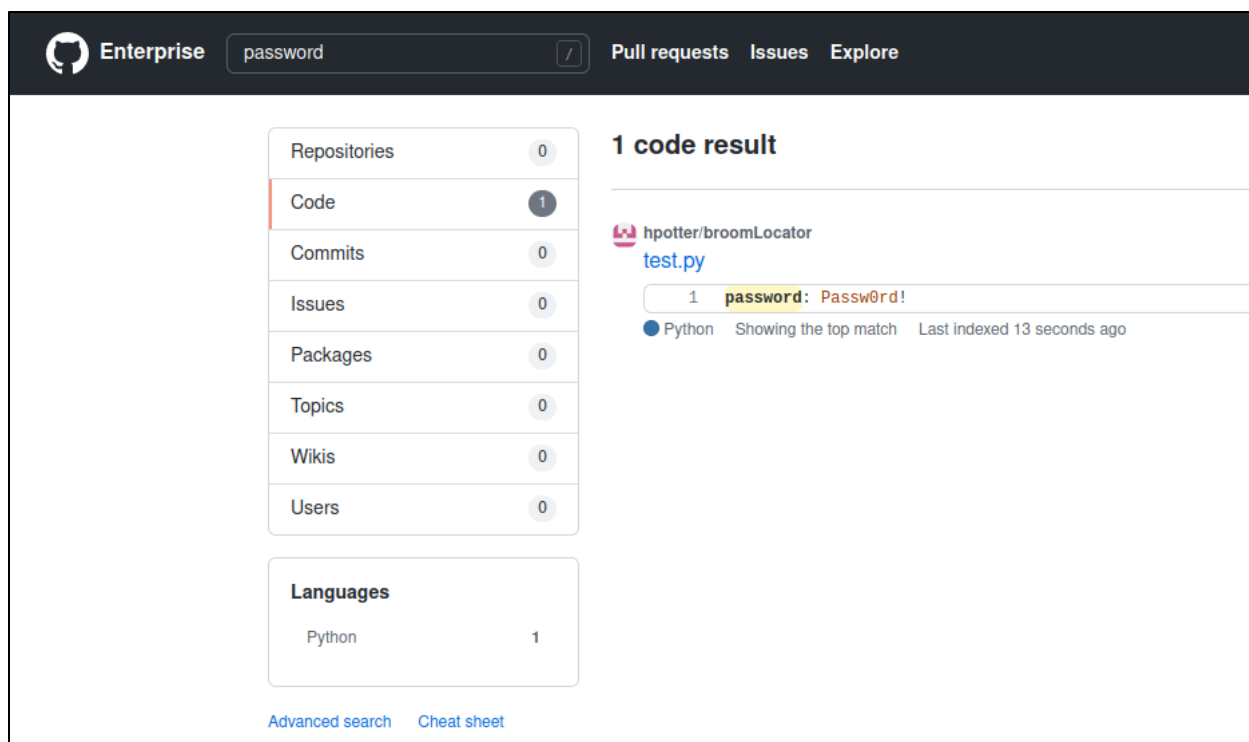 Enterprise password / Pull requests Issues Explore
Repositories 0
Code 1
Commits 0
Issues 0
Packages 0
Topics 0
Wikis 0
Users 0
Languages
Python 1
Advanced search Cheat sheet
1 code result
hpotter/broomLocator
test.py
1 password: Passw0rd!
Python Showing the top match Last indexed 13 seconds ago